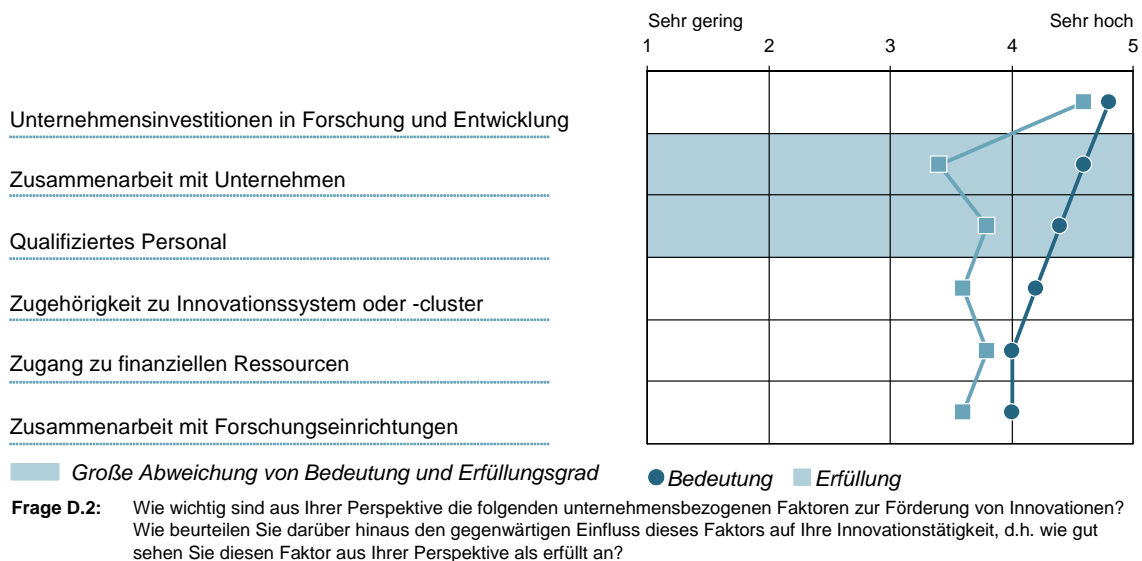 Sehr gering Sehr hoch
1 2 3 4 5
Unternehmensinvestitionen in Forschung und Entwicklung
Zusammenarbeit mit Unternehmen
Qualifiziertes Personal
Zugehörigkeit zu Innovationssystem oder -cluster
Zugang zu finanziellen Ressourcen
Zusammenarbeit mit Forschungseinrichtungen
Große Abweichung von Bedeutung und Erfüllungsgrad Bedeutung Erfüllung
Frage D.2: Wie wichtig sind aus Ihrer Perspektive die folgenden unternehmensbezogenen Faktoren zur Förderung von Innovationen?
Wie beurteilen Sie darüber hinaus den gegenwärtigen Einfluss dieses Faktors auf Ihre Innovationstätigkeit, d.h. wie gut
sehen Sie diesen Faktor aus Ihrer Perspektive als erfüllt an?